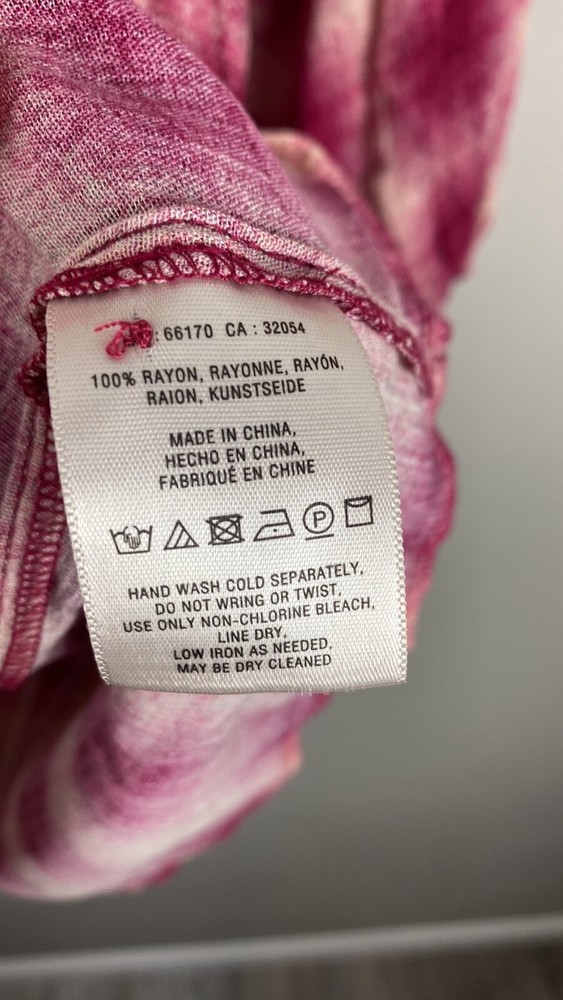 : 66170 CA : 32054
100% RAYON, RAYONNE, RAYÓN,
RAION, KUNSTSEIDE
MADE IN CHINA,
HECHO EN CHINA,
FABRIQUÉ EN CHINE
P
HAND WASH COLD SEPARATELY,
DO NOT WRING OR TWIST,
USE ONLY NON-CHLORINE BLEACH,
LINE DRY,
LOW IRON AS NEEDED,
MAY BE DRY CLEANED